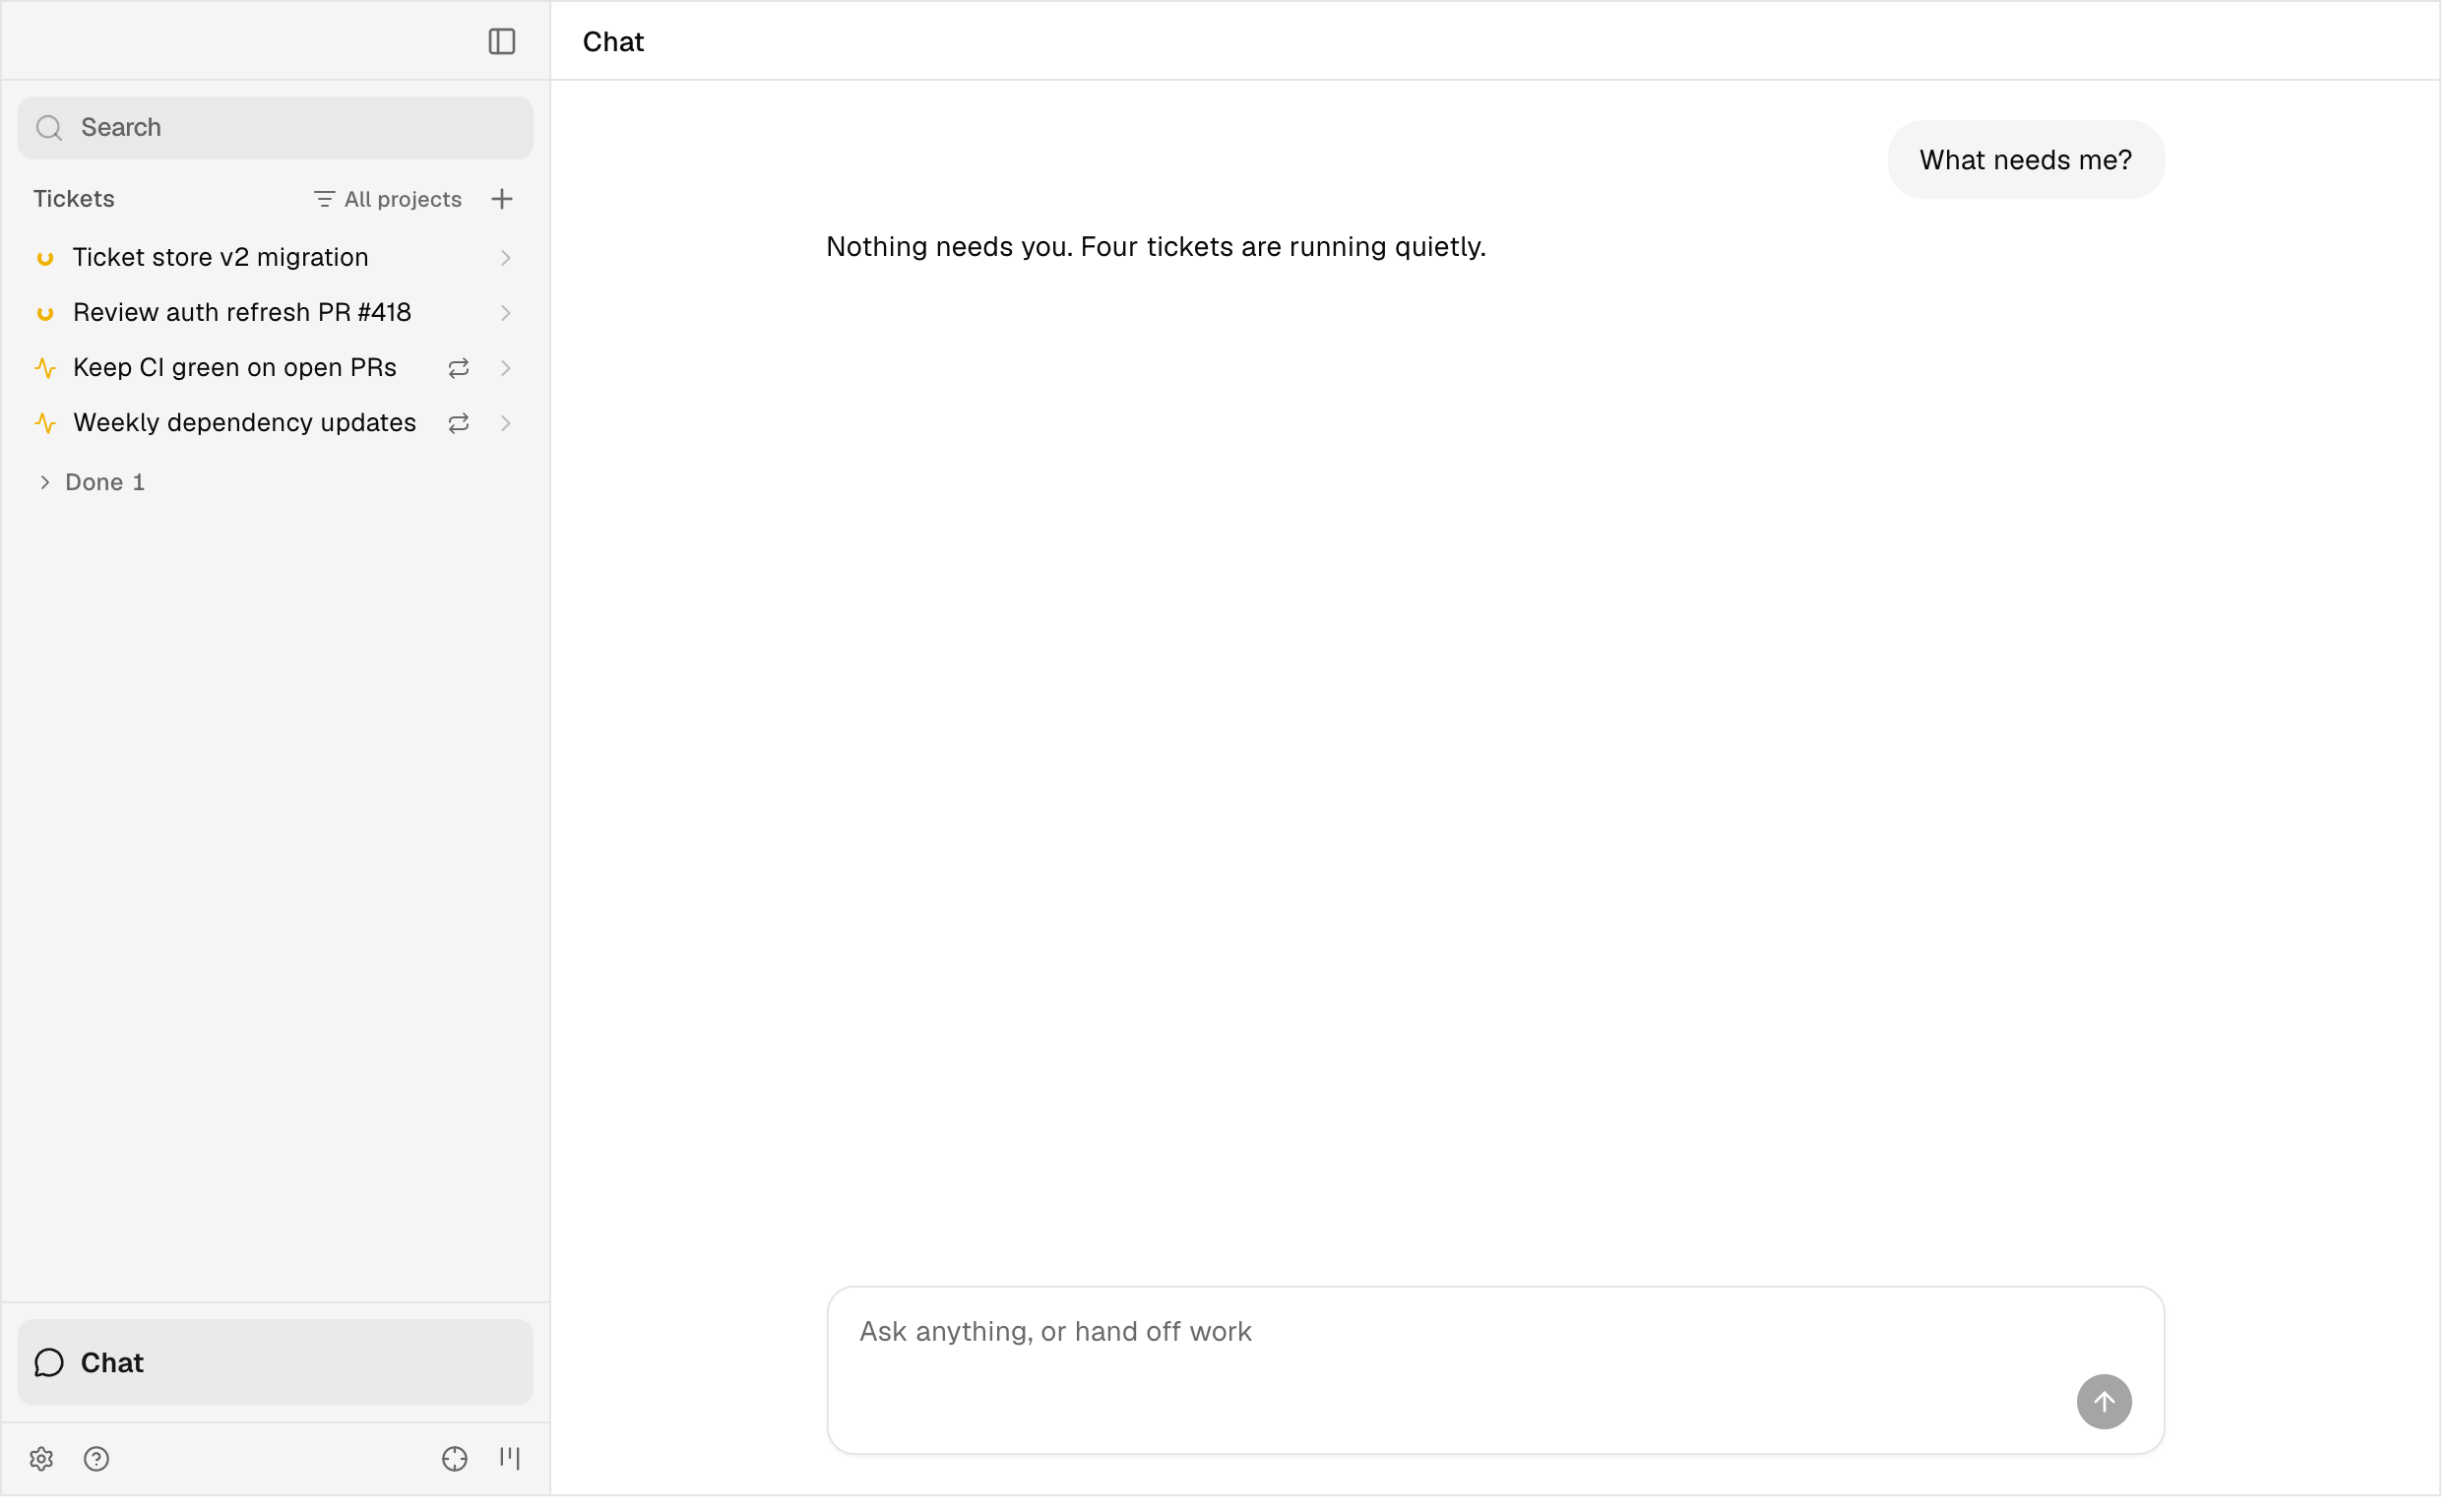 Chat
Search
Tickets
All projects
Ticket store v2 migration
Review auth refresh PR #418
Keep CI green on open PRs
Weekly dependency updates
Done 1
What needs me?
Nothing needs you. Four tickets are running quietly.
Ask anything, or hand off work
Chat